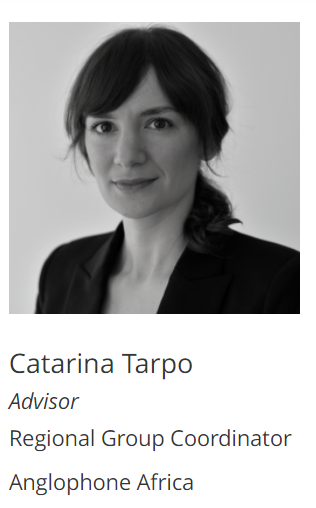 Catarina Tarpo
Advisor
Regional Group Coordinator
Anglophone Africa